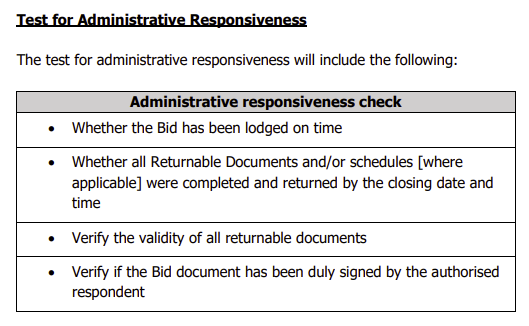 Test for Administrative Responsiveness
The test for administrative responsiveness will include the following:
Administrative responsiveness check
• Whether the Bid has been lodged on time
• Whether all Returnable Documents and/or schedules [where
applicable] were completed and returned by the closing date and
time
• Verify the validity of all returnable documents
• Verify if the Bid document has been duly signed by the authorised
respondent